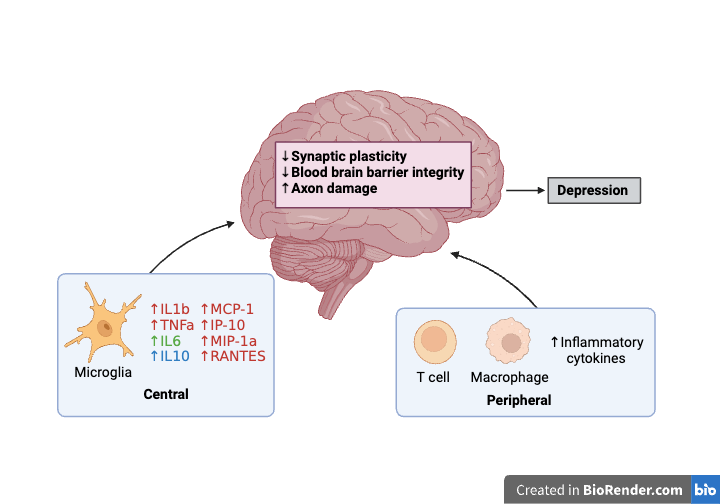 ↓Synaptic plasticity
↓Blood brain barrier integrity
↑Axon damage
Depression
↑IL1b ↑MCP-1
↑TNFa ↑IP-10
↑IL6 ↑MIP-1a
↑IL10 ↑RANTES
Microglia
Central
↑Inflammatory
cytokines
T cell
Macrophage
Peripheral
Created in BioRender.com bio